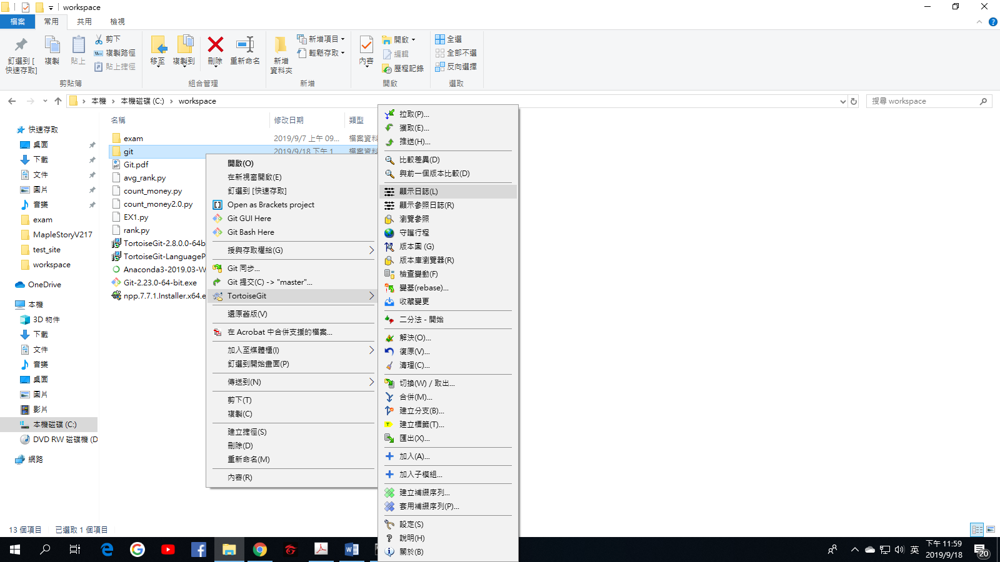 workspace
檔案
常用
共用
檢視
釘選到 [
快速存取]
複製
貼上
剪下
複製路徑
貼上捷徑
剪貼簿
移至
複製到
刪除
重新命名
組合管理
新增
資料夾
新增項目
輕鬆存取
新增
內容
開啟
編輯
歷程記錄
開啟
全選
全部不選
反向選擇
選取
本機 › 本機磁碟 (C:) › workspace
搜尋 workspace
快速存取
桌面
下載
文件
圖片
音樂
exam
MapleStoryV217
test_site
workspace
OneDrive
本機
3D 物件
下載
文件
音樂
桌面
圖片
影片
本機磁碟 (C:)
DVD RW 磁碟機 (D
網路
名稱 修改日期 類型
exam 2019/9/7 上午 09... 檔案資料
git 2019/9/18 下午 1... 檔案資料
Git.pdf
avg_rank.py
count_money.py
count_money2.0.py
EX1.py
rank.py
TortoiseGit-2.8.0.0-64b
TortoiseGit-LanguageP
Anaconda3-2019.03-W
Git-2.23.0-64-bit.exe
npp.7.7.1.Installer.x64.e
開啟(O)
在新視窗開啟(E)
釘選到 [快速存取]
Open as Brackets project
Git GUI Here
Git Bash Here
授與存取權給(G)
Git 同步...
Git 提交(C) -> "master"...
TortoiseGit
還原舊版(V)
在 Acrobat 中合併支援的檔案...
加入至媒體櫃(I)
釘選到開始畫面(P)
傳送到(N)
剪下(T)
複製(C)
建立捷徑(S)
刪除(D)
重新命名(M)
內容(R)
拉取(P)...
獲取(E)...
推送(H)...
比較差異(D)
與前一個版本比較(D)
顯示日誌(L)
顯示參照日誌(R)
瀏覽參照
守護行程
版本圖 (G)
版本庫瀏覽器(R)
檢查變動(F)
變基(rebase)...
收藏變更
二分法 - 開始
解決(O)...
復原(V)...
清理(C)...
切換(W) / 取出...
合併(M)...
建立分支(B)...
建立標籤(T)...
匯出(X)...
加入(A)...
加入子模組...
建立補綴序列...
套用補綴序列(P)...
設定(S)
說明(H)
關於(B)
13 個項目 已選取 1 個項目
英
下午 11:59
2019/9/18
20